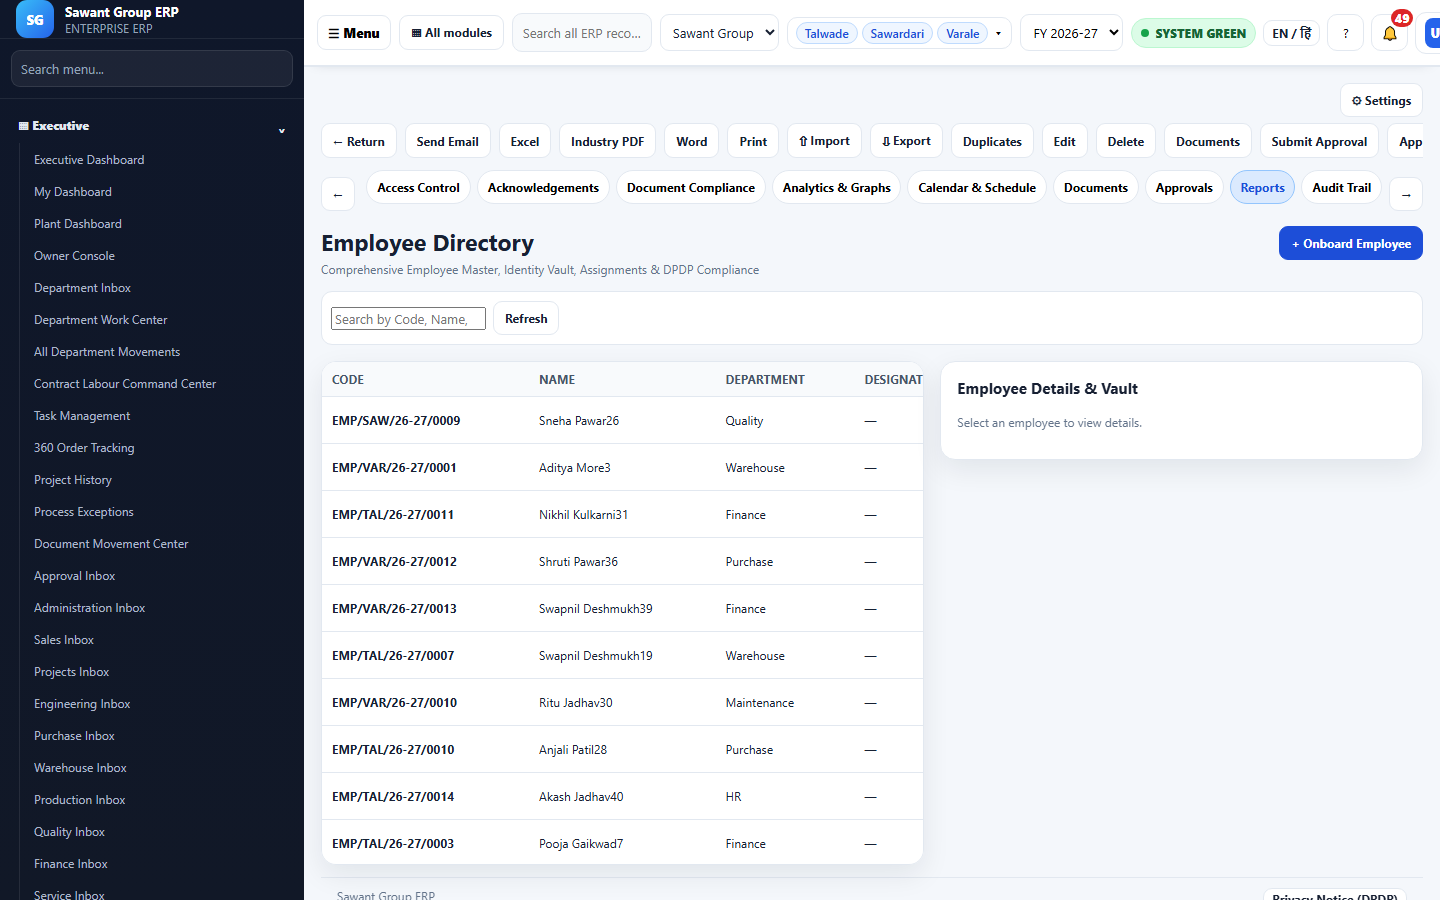 SG
Sawant Group ERP
ENTERPRISE ERP
Search menu...
Executive
Executive Dashboard
My Dashboard
Plant Dashboard
Owner Console
Department Inbox
Department Work Center
All Department Movements
Contract Labour Command Center
Task Management
360 Order Tracking
Project History
Process Exceptions
Document Movement Center
Approval Inbox
Administration Inbox
Sales Inbox
Projects Inbox
Engineering Inbox
Purchase Inbox
Warehouse Inbox
Production Inbox
Quality Inbox
Finance Inbox
Service Inbox
☰ Menu
All modules
Search all ERP reco...
Sawant Group
Talwade Sawardari Varale
FY 2026-27
SYSTEM GREEN
EN / हिं
?
49
U
⚙ Settings
← Return
Send Email
Excel
Industry PDF
Word
Print
⇧ Import
⇩ Export
Duplicates
Edit
Delete
Documents
Submit Approval
App
←
Access Control
Acknowledgements
Document Compliance
Analytics & Graphs
Calendar & Schedule
Documents
Approvals
Reports
Audit Trail
→
Employee Directory
+ Onboard Employee
Comprehensive Employee Master, Identity Vault, Assignments & DPDP Compliance
Search by Code, Name,
Refresh
CODE NAME DEPARTMENT DESIGNAT
EMP/SAW/26-27/0009 Sneha Pawar26 Quality —
EMP/VAR/26-27/0001 Aditya More3 Warehouse —
EMP/TAL/26-27/0011 Nikhil Kulkarni31 Finance —
EMP/VAR/26-27/0012 Shruti Pawar36 Purchase —
EMP/VAR/26-27/0013 Swapnil Deshmukh39 Finance —
EMP/TAL/26-27/0007 Swapnil Deshmukh19 Warehouse —
EMP/VAR/26-27/0010 Ritu Jadhav30 Maintenance —
EMP/TAL/26-27/0010 Anjali Patil28 Purchase —
EMP/TAL/26-27/0014 Akash Jadhav40 HR —
EMP/TAL/26-27/0003 Pooja Gaikwad7 Finance —
Employee Details & Vault
Select an employee to view details.
Sawant Group ERP
Privacy Notice (DPDP)